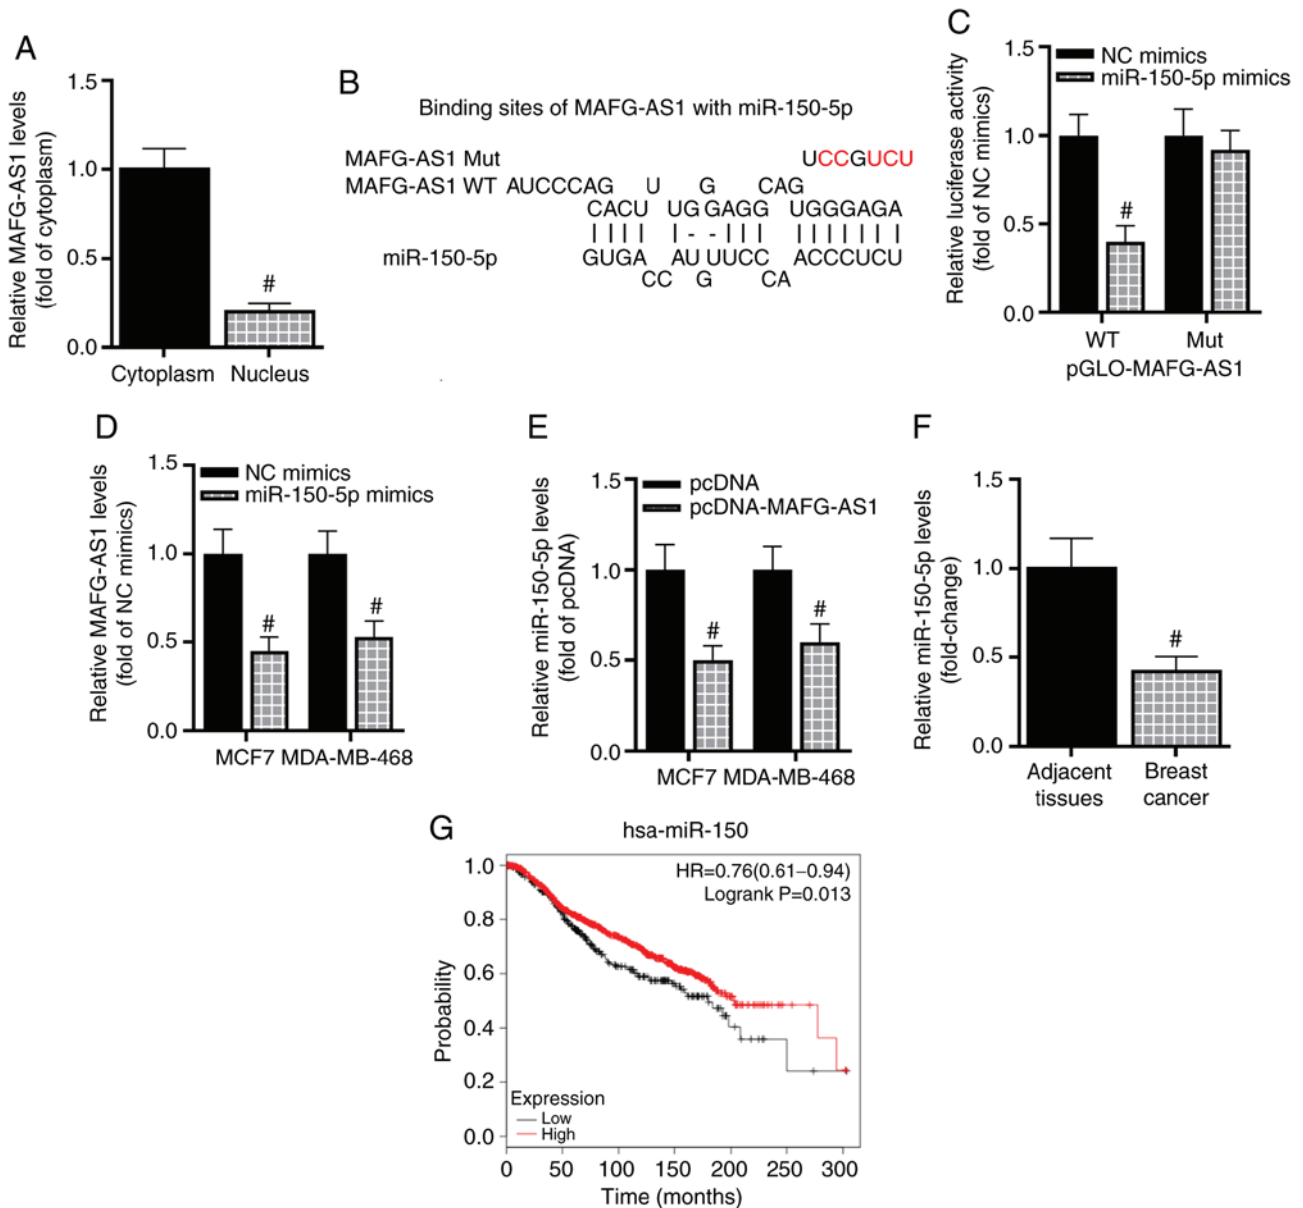 A
Relative MAFG-AS1 levels
(fold of cytoplasm)
1.5
1.0
0.5
0.0
#
Cytoplasm Nucleus
B
Binding sites of MAFG-AS1 with miR-150-5p
MAFG-AS1 Mut UCCGUCU
MAFG-AS1 WT AUCCCAG U G CAG
CACU UGGAGG UGGGAGA
miR-150-5p GUGA AUUUCC ACCCUCU
CC G CA
C
Relative luciferase activity
(fold of NC mimics)
1.5
1.0
0.5
0.0
NC mimics
miR-150-5p mimics
#
WT Mut
pGLO-MAFG-AS1
D
Relative MAFG-AS1 levels
(fold of NC mimics)
1.5
1.0
0.5
0.0
NC mimics
miR-150-5p mimics
# #
MCF7 MDA-MB-468
E
Relative miR-150-5p levels
(fold of pcDNA)
1.5
1.0
0.5
0.0
pcDNA
pcDNA-MAFG-AS1
# #
MCF7 MDA-MB-468
F
Relative miR-150-5p levels
(fold-change)
1.5
1.0
0.5
0.0
#
Adjacent Breast
tissues cancer
G
hsa-miR-150
HR=0.76(0.61–0.94)
Logrank P=0.013
Probability
1.0
0.8
0.6
0.4
0.2
0.0
Expression
Low
High
0 50 100 150 200 250 300
Time (months)